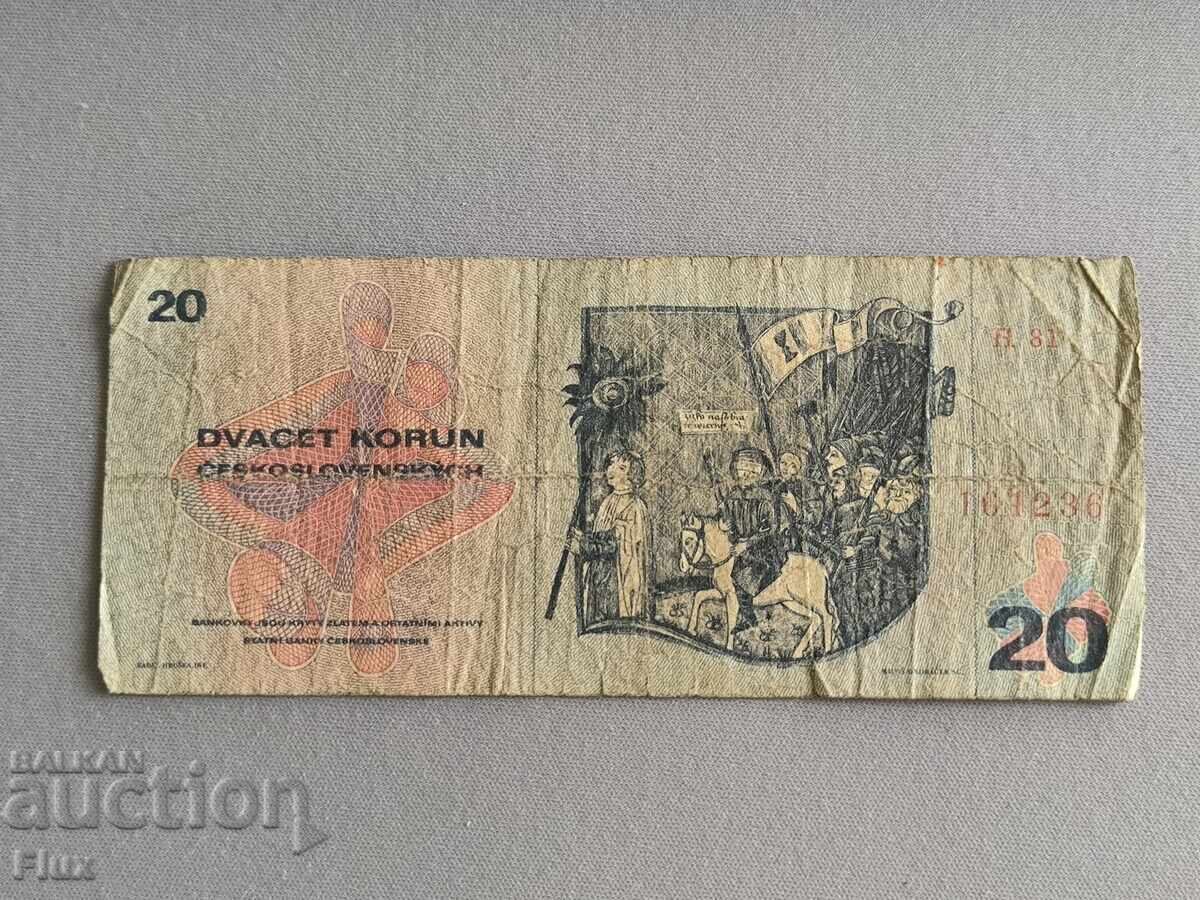 20
DVACET KORUN
ČESKOSLOVENSKÝCH
BANKOVKY JSOU KRYTY ZLATEM A OSTATNÍMI AKTIVY
STÁTNÍ BANKY ČESKOSLOVENSKÉ
H 81
161236
20
BALKAN
auction
Flux